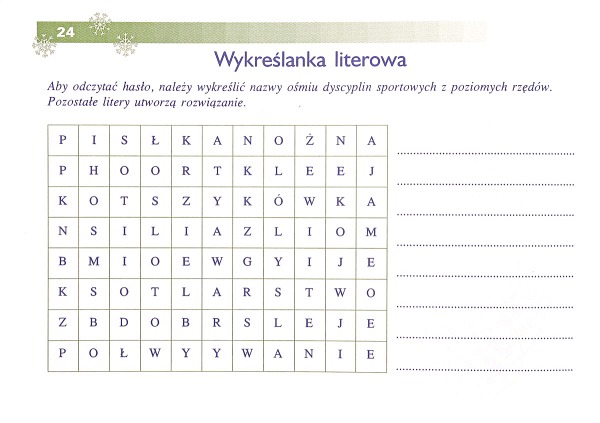 24
Wykreślanka literowa
Aby odczytać hasło, należy wykreślić nazwy ośmiu dyscyplin sportowych z poziomych rzędów.
Pozostałe litery utworzą rozwiązanie.
P I S Ł K A N O Ż N A
P H O O R T K L E E J
K O T S Z Y K Ó W K A
N S I L I A Z L I O M
B M I O E W G Y I J E
K S O T L A R S T W O
Z B D O B R S L E J E
P O Ł W Y Y W A N I E